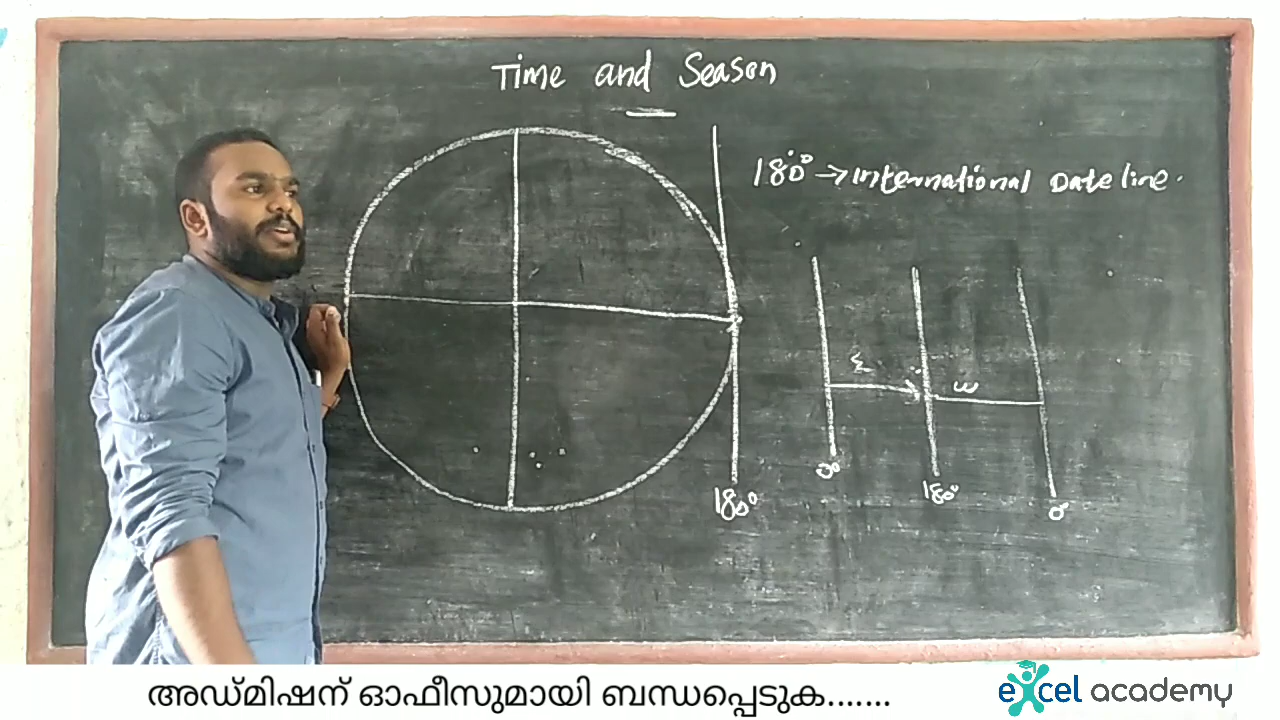 Time and Season
180° → International Date line.
E
W
0°
180°
0°
180°
അഡ്മിഷന് ഓഫീസുമായി ബന്ധപ്പെടുക.......
excel academy